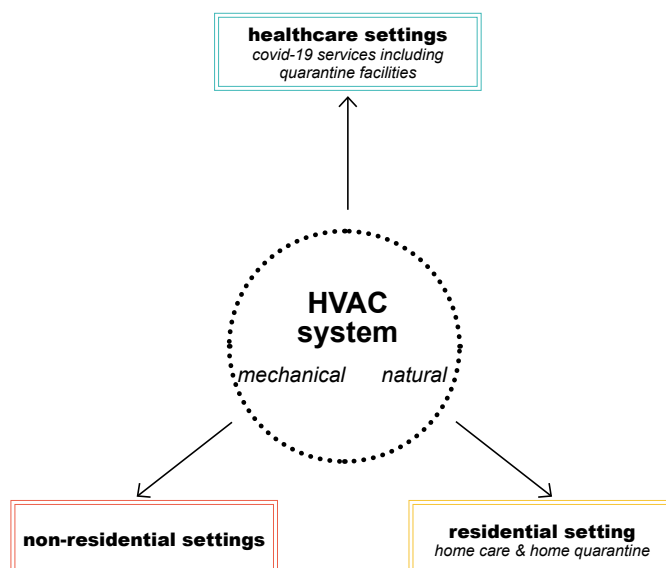 healthcare settings
covid-19 services including
quarantine facilities
HVAC
system
mechanical natural
non-residential settings
residential setting
home care & home quarantine